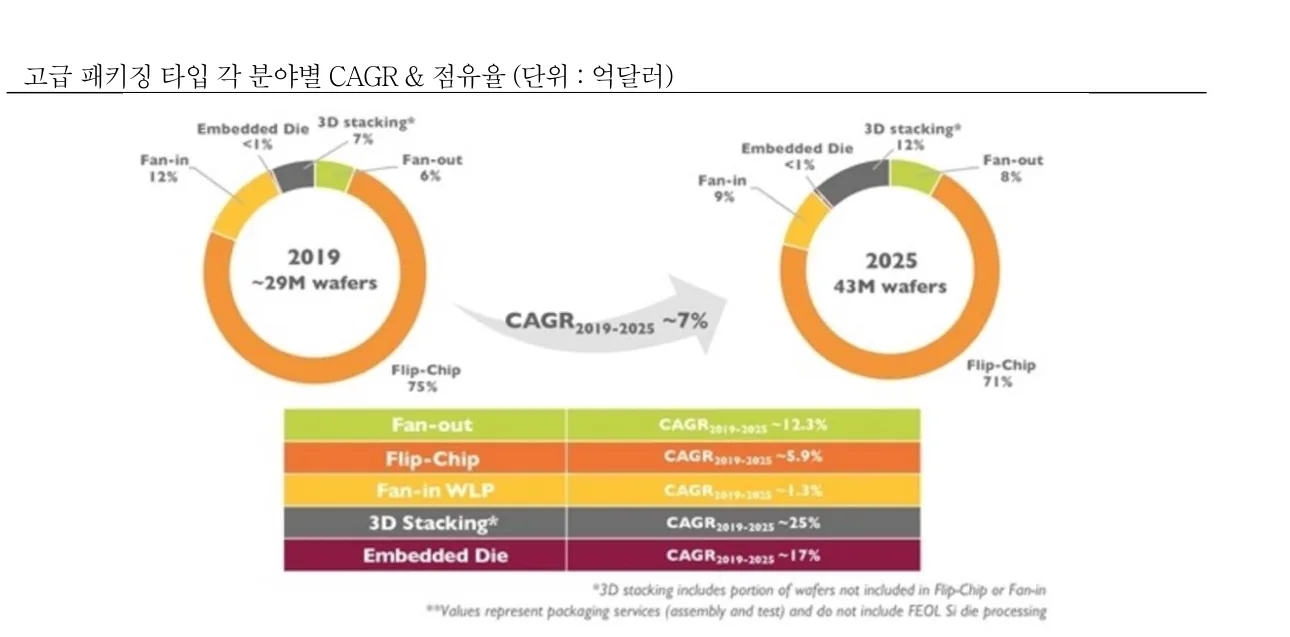 고급 패키징 타입 각 분야별 CAGR & 점유율 (단위 : 억달러)
Embedded Die
<1%
3D stacking*
7%
Fan-in
12%
Fan-out
6%
2019
~29M wafers
Flip-Chip
75%
CAGR2019-2025 ~7%
Embedded Die
<1%
3D stacking*
12%
Fan-in
9%
Fan-out
8%
2025
43M wafers
Flip-Chip
71%
Fan-out CAGR2019-2025 ~12.3%
Flip-Chip CAGR2019-2025 ~5.9%
Fan-in WLP CAGR2019-2025 ~1.3%
3D Stacking* CAGR2019-2025 ~25%
Embedded Die CAGR2019-2025 ~17%
*3D stacking includes portion of wafers not included in Flip-Chip or Fan-in
**Values represent packaging services (assembly and test) and do not include FEOL Si die processing